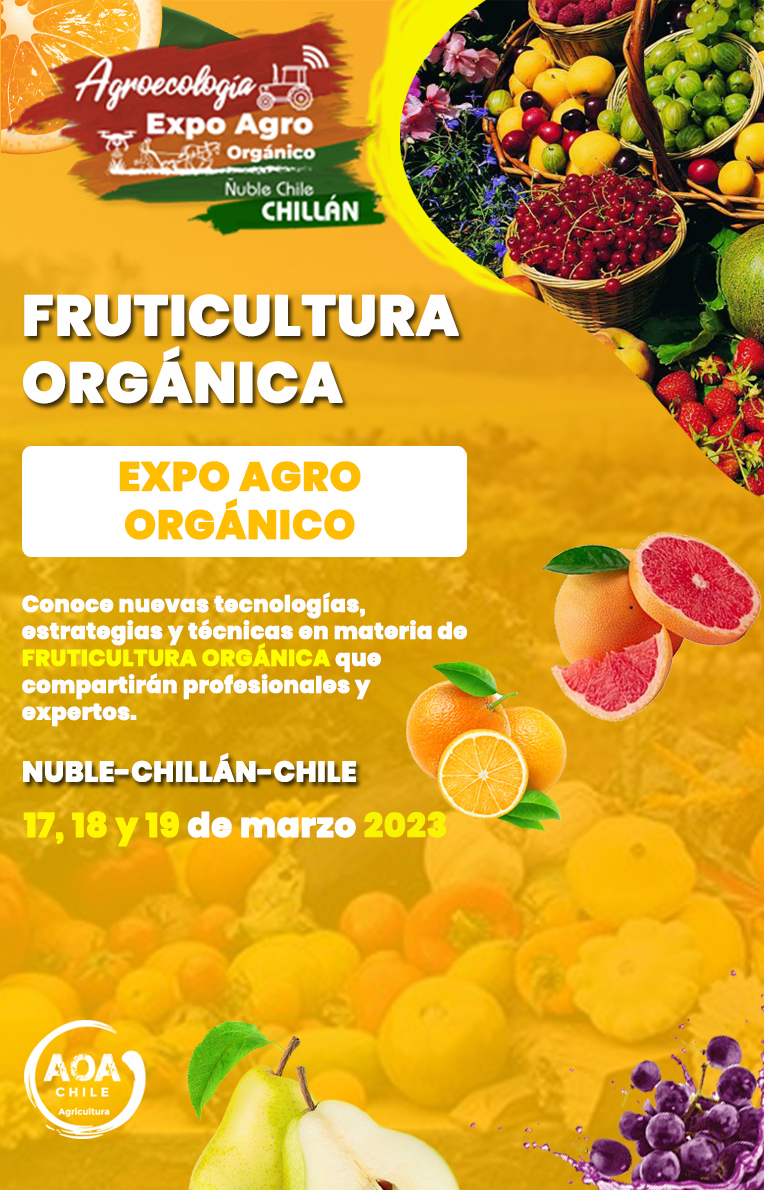 Agroecología
Expo Agro
Orgánico
Ñuble Chile
CHILLÁN
FRUTICULTURA
ORGÁNICA
EXPO AGRO
ORGÁNICO
Conoce nuevas tecnologías,
estrategias y técnicas en materia de
FRUTICULTURA ORGÁNICA que
compartirán profesionales y
expertos.
NUBLE-CHILLÁN-CHILE
17, 18 y 19 de marzo 2023
AOA
CHILE
Agricultura